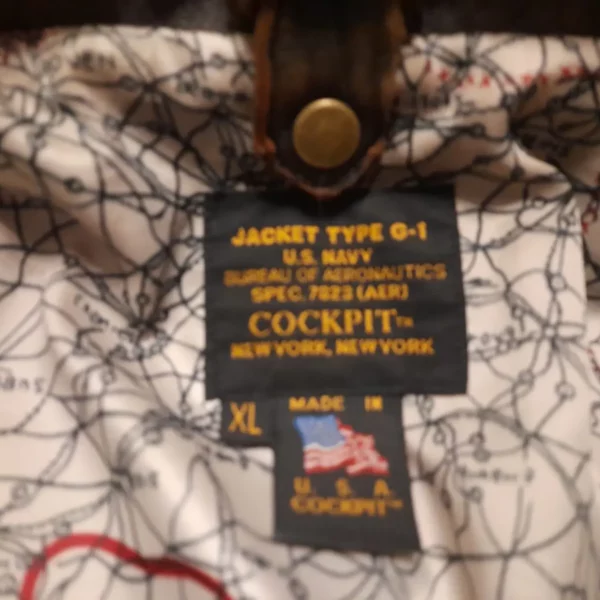 JACKET TYPE G-1
U.S. NAVY
BUREAU OF AERONAUTICS
SPEC. 7823 (AER)
COCKPIT™
NEW YORK, NEW YORK
XL
MADE IN
U. S. A.
COCKPIT™